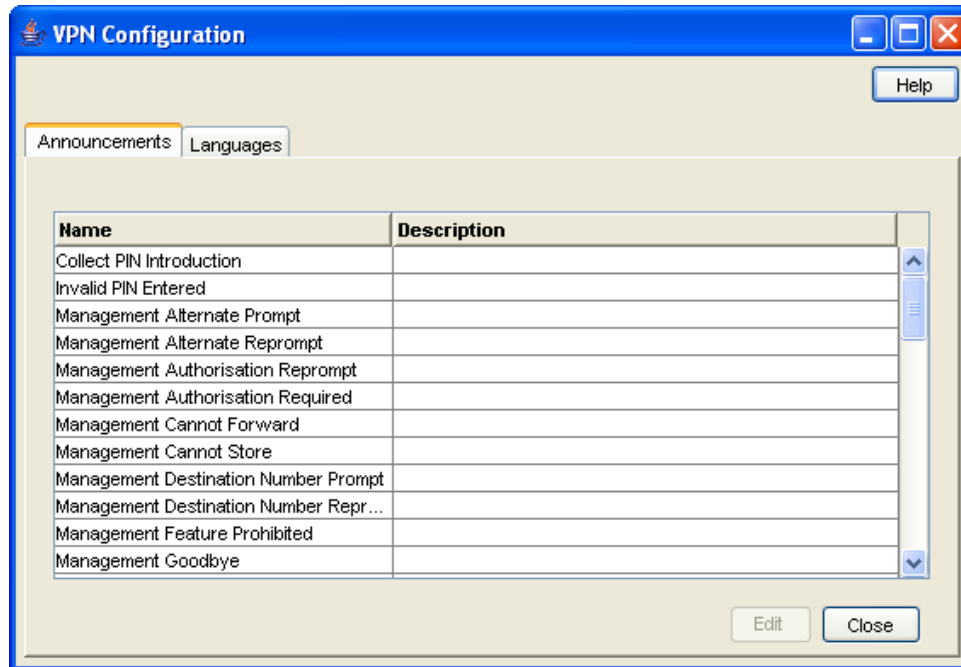 VPN Configuration
Help
Announcements Languages
Name Description
Collect PIN Introduction
Invalid PIN Entered
Management Alternate Prompt
Management Alternate Reprompt
Management Authorisation Reprompt
Management Authorisation Required
Management Cannot Forward
Management Cannot Store
Management Destination Number Prompt
Management Destination Number Repr...
Management Feature Prohibited
Management Goodbye
Edit Close